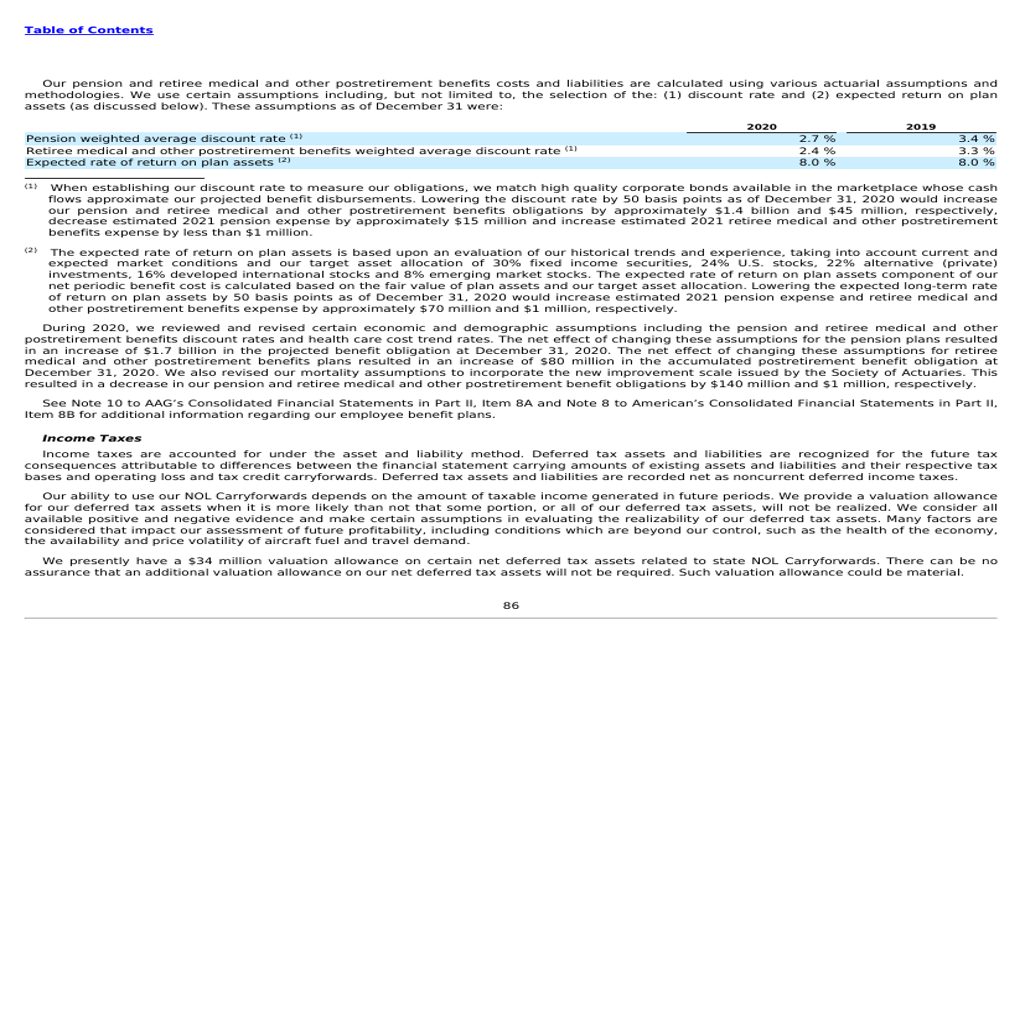 Table of Contents
Our pension and retiree medical and other postretirement benefits costs and liabilities are calculated using various actuarial assumptions and
methodologies. We use certain assumptions including, but not limited to, the selection of the: (1) discount rate and (2) expected return on plan
assets (as discussed below). These assumptions as of December 31 were:
2020 2019
Pension weighted average discount rate (1) 2.7 % 3.4 %
Retiree medical and other postretirement benefits weighted average discount rate (1) 2.4 % 3.3 %
Expected rate of return on plan assets (2) 8.0 % 8.0 %
(1) When establishing our discount rate to measure our obligations, we match high quality corporate bonds available in the marketplace whose cash
flows approximate our projected benefit disbursements. Lowering the discount rate by 50 basis points as of December 31, 2020 would increase
our pension and retiree medical and other postretirement benefits obligations by approximately $1.4 billion and $45 million, respectively,
decrease estimated 2021 pension expense by approximately $15 million and increase estimated 2021 retiree medical and other postretirement
benefits expense by less than $1 million.
(2) The expected rate of return on plan assets is based upon an evaluation of our historical trends and experience, taking into account current and
expected market conditions and our target asset allocation of 30% fixed income securities, 24% U.S. stocks, 22% alternative (private)
investments, 16% developed international stocks and 8% emerging market stocks. The expected rate of return on plan assets component of our
net periodic benefit cost is calculated based on the fair value of plan assets and our target asset allocation. Lowering the expected long-term rate
of return on plan assets by 50 basis points as of December 31, 2020 would increase estimated 2021 pension expense and retiree medical and
other postretirement benefits expense by approximately $70 million and $1 million, respectively.
During 2020, we reviewed and revised certain economic and demographic assumptions including the pension and retiree medical and other
postretirement benefits discount rates and health care cost trend rates. The net effect of changing these assumptions for the pension plans resulted
in an increase of $1.7 billion in the projected benefit obligation at December 31, 2020. The net effect of changing these assumptions for retiree
medical and other postretirement benefits plans resulted in an increase of $80 million in the accumulated postretirement benefit obligation at
December 31, 2020. We also revised our mortality assumptions to incorporate the new improvement scale issued by the Society of Actuaries. This
resulted in a decrease in our pension and retiree medical and other postretirement benefit obligations by $140 million and $1 million, respectively.
See Note 10 to AAG’s Consolidated Financial Statements in Part II, Item 8A and Note 8 to American’s Consolidated Financial Statements in Part II,
Item 8B for additional information regarding our employee benefit plans.
Income Taxes
Income taxes are accounted for under the asset and liability method. Deferred tax assets and liabilities are recognized for the future tax
consequences attributable to differences between the financial statement carrying amounts of existing assets and liabilities and their respective tax
bases and operating loss and tax credit carryforwards. Deferred tax assets and liabilities are recorded net as noncurrent deferred income taxes.
Our ability to use our NOL Carryforwards depends on the amount of taxable income generated in future periods. We provide a valuation allowance
for our deferred tax assets when it is more likely than not that some portion, or all of our deferred tax assets, will not be realized. We consider all
available positive and negative evidence and make certain assumptions in evaluating the realizability of our deferred tax assets. Many factors are
considered that impact our assessment of future profitability, including conditions which are beyond our control, such as the health of the economy,
the availability and price volatility of aircraft fuel and travel demand.
We presently have a $34 million valuation allowance on certain net deferred tax assets related to state NOL Carryforwards. There can be no
assurance that an additional valuation allowance on our net deferred tax assets will not be required. Such valuation allowance could be material.
86